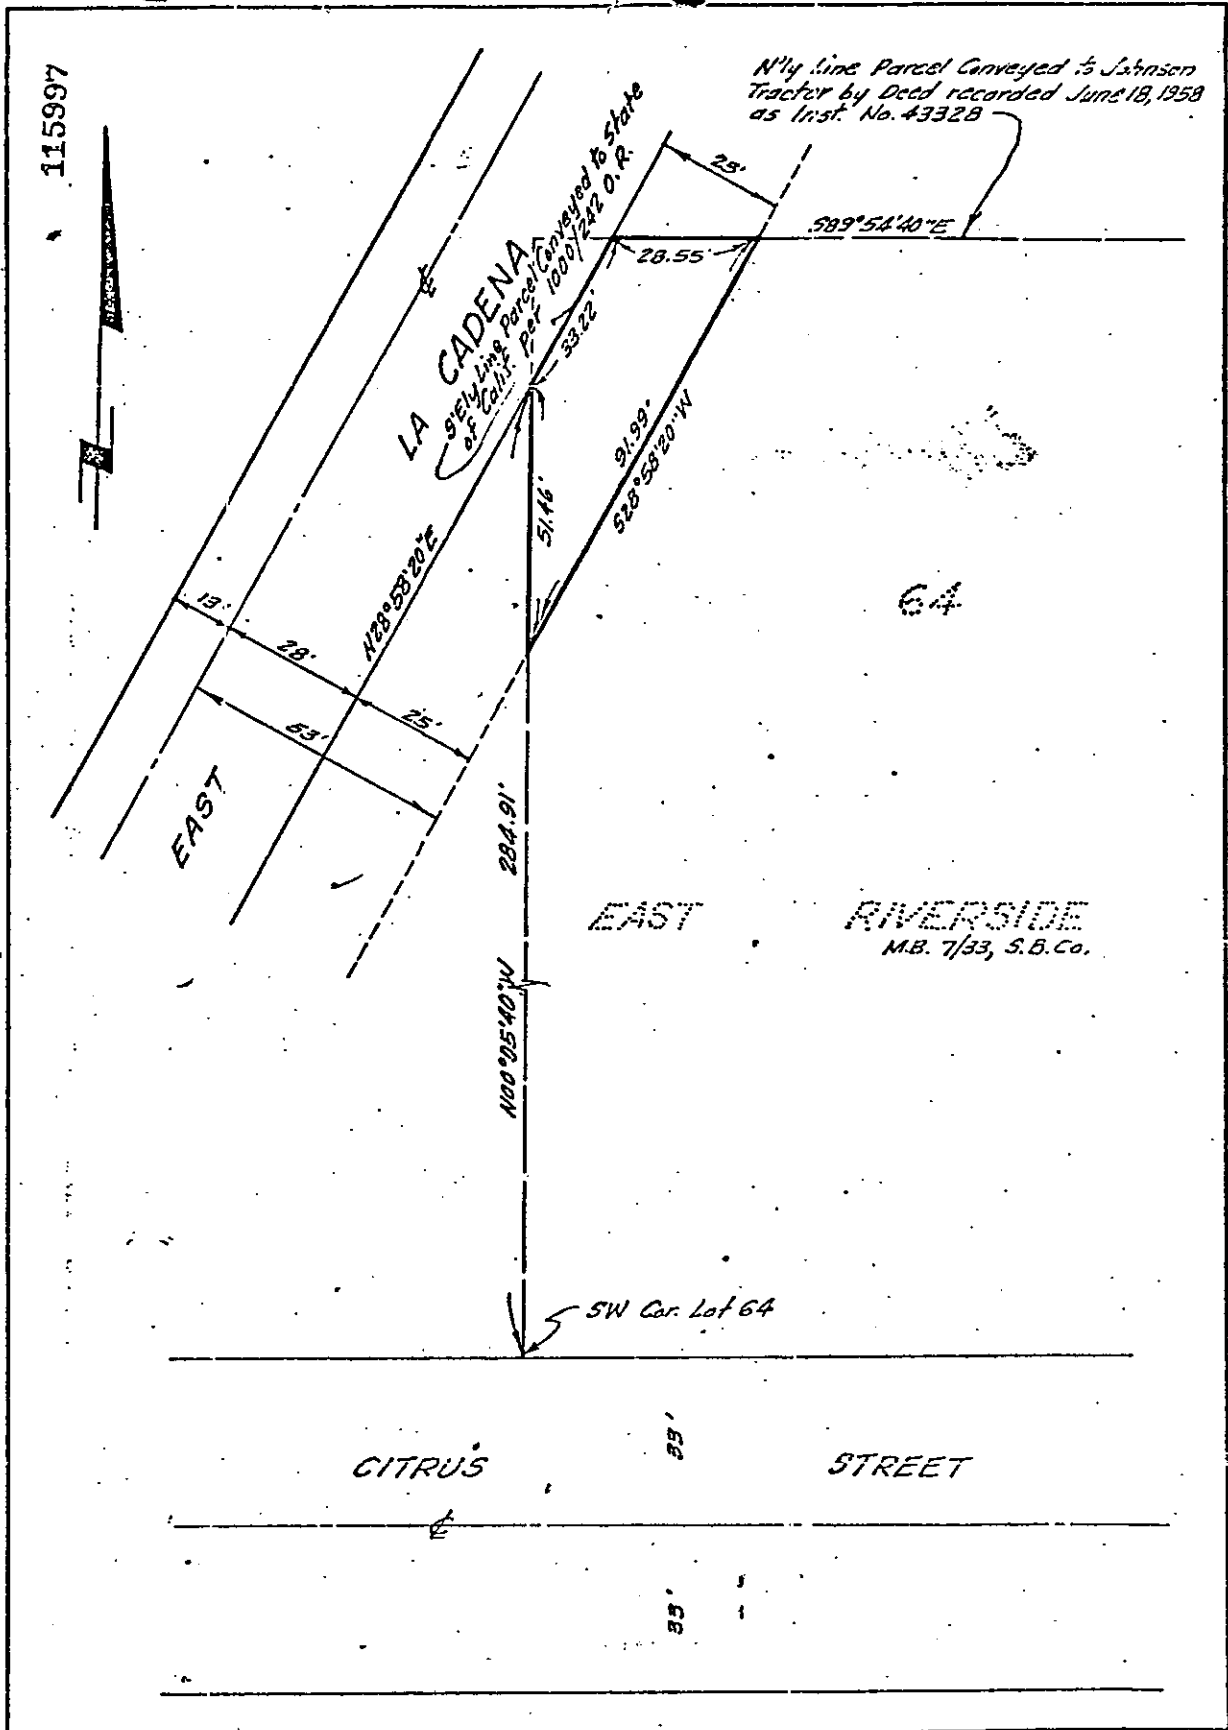 115997
N'ly Line Parcel Conveyed to Johnson
Tractor by Deed recorded June 18, 1958
as Inst. No. 43328
25'
S89°54'40"E
28.55'
LA CADENA
S'Ely Line Parcel Conveyed to State
of Calif. Per 1000/242 O.R.
33.22'
℄
91.99'
S28°58'20"W
51.46'
N28°58'20"E
64
13'
28'
25'
53'
EAST
284.91'
EAST RIVERSIDE
M.B. 7/33, S.B.Co.
N00°05'40"W
SW Cor. Lot 64
33'
CITRUS STREET
℄
33'